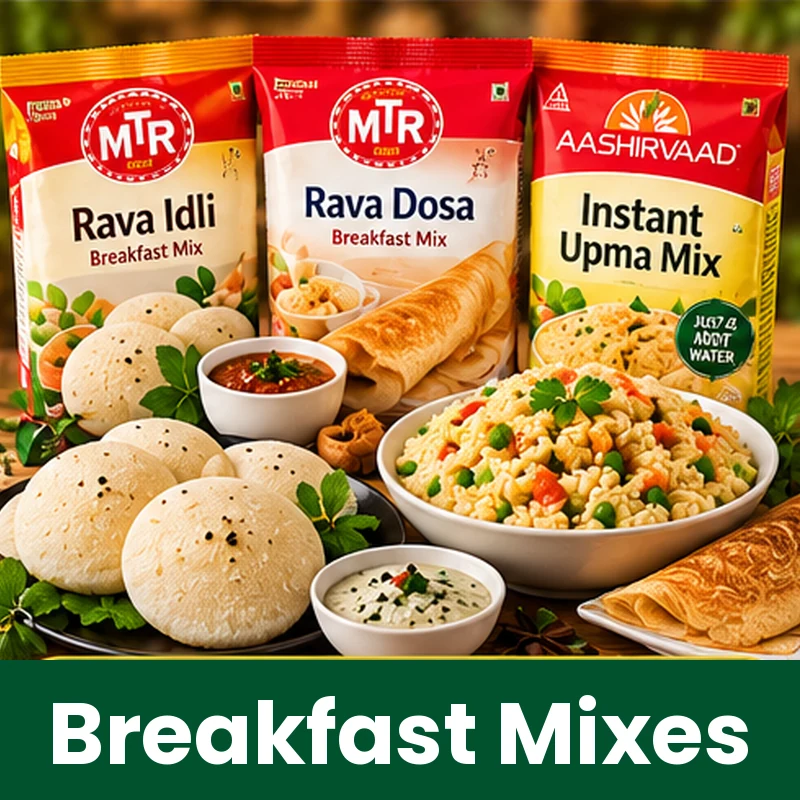 MTR
Rava Idli
Breakfast Mix
MTR
Rava Dosa
Breakfast Mix
AASHIRVAAD
Instant
Upma Mix
WATER
Breakfast Mixes